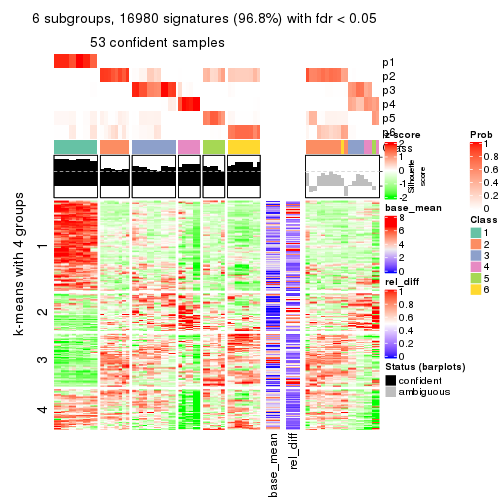 6 subgroups, 16980 signatures (96.8%) with fdr < 0.05
53 confident samples
p1
p2
p3
p4
p5
p6
Class
Silhouette
score
k-means with 4 groups
1
2
3
4
base_mean
rel_diff
z-score
2
1
0
-1
-2
base_mean
8
6
4
2
0
rel_diff
1
0.8
0.6
0.4
0.2
0
Status (barplots)
confident
ambiguous
Prob
1
0.8
0.6
0.4
0.2
0
Class
1
2
3
4
5
6